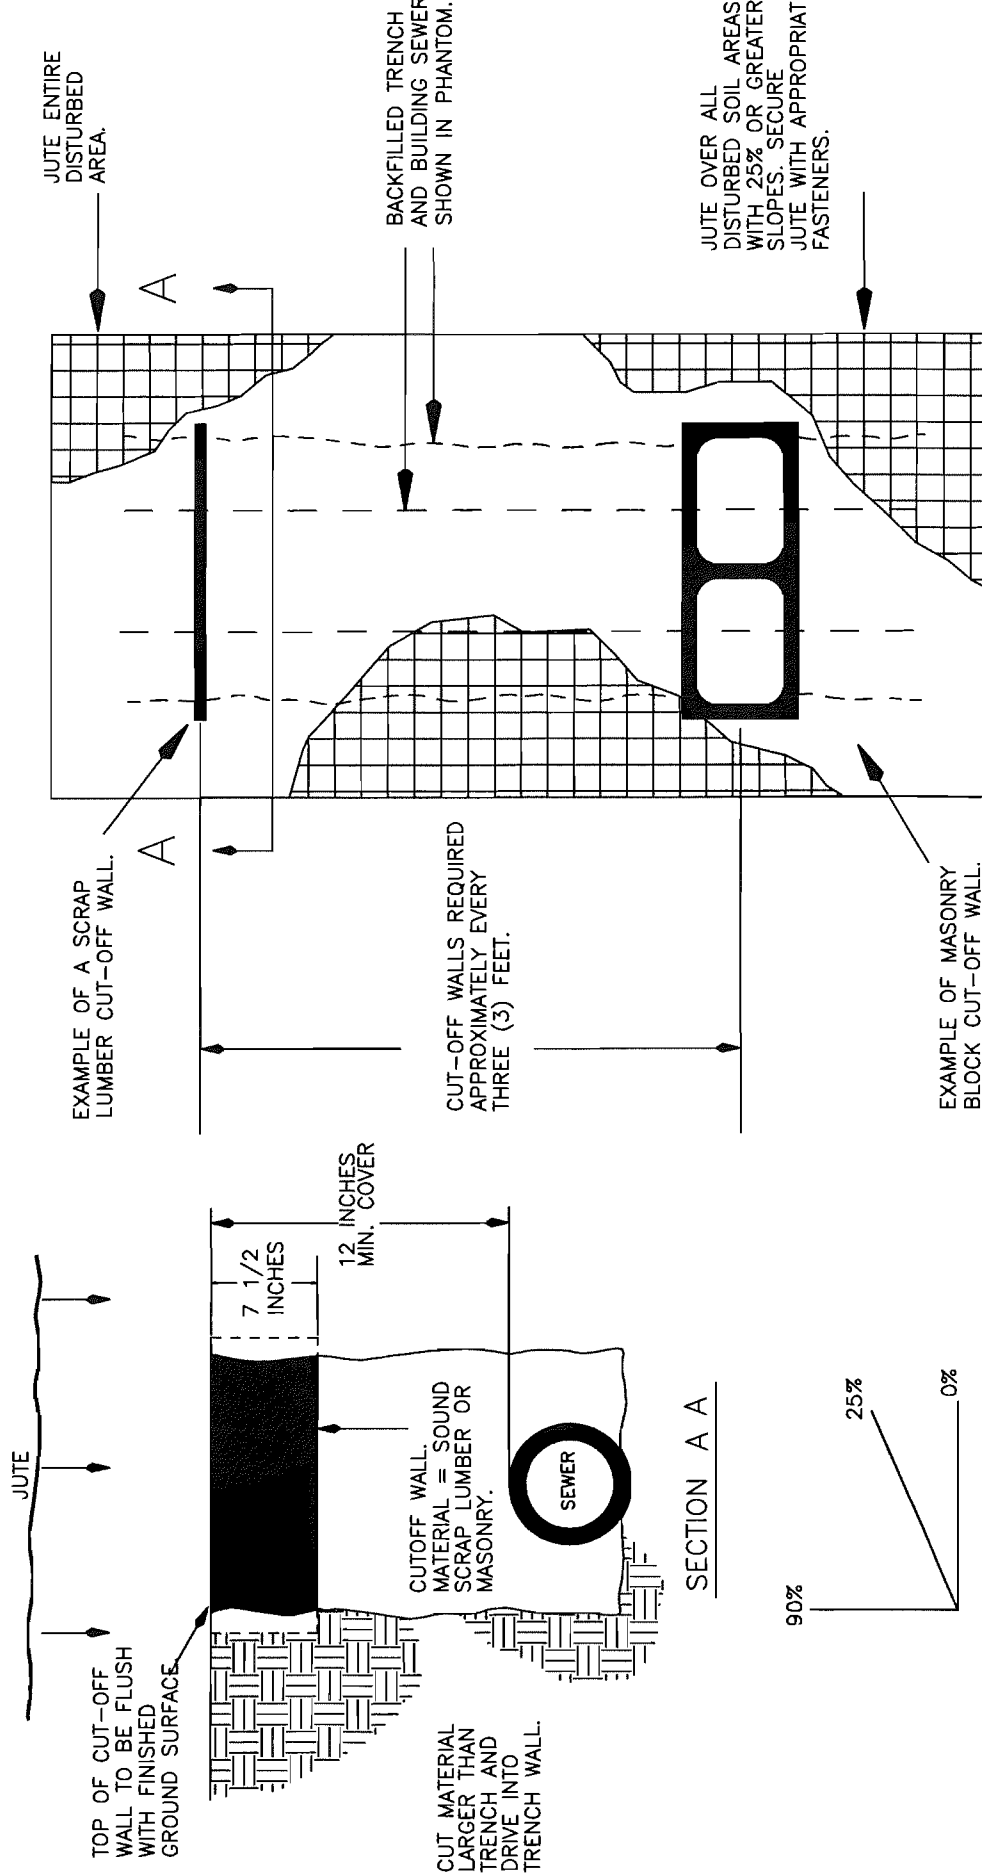 JUTE
TOP OF CUT-OFF
WALL TO BE FLUSH
WITH FINISHED
GROUND SURFACE.
7 1/2
INCHES
12 INCHES
MIN. COVER
CUT MATERIAL
LARGER THAN
TRENCH AND
DRIVE INTO
TRENCH WALL.
CUTOFF WALL.
MATERIAL = SOUND
SCRAP LUMBER OR
MASONRY.
SEWER
SECTION A A
90%
25%
0%
EXAMPLE OF A SCRAP
LUMBER CUT-OFF WALL.
A
A
JUTE ENTIRE
DISTURBED
AREA.
CUT-OFF WALLS REQUIRED
APPROXIMATELY EVERY
THREE (3) FEET.
BACKFILLED TRENCH
AND BUILDING SEWER
SHOWN IN PHANTOM.
EXAMPLE OF MASONRY
BLOCK CUT-OFF WALL.
JUTE OVER ALL
DISTURBED SOIL AREAS
WITH 25% OR GREATER
SLOPES. SECURE
JUTE WITH APPROPRIAT
FASTENERS.